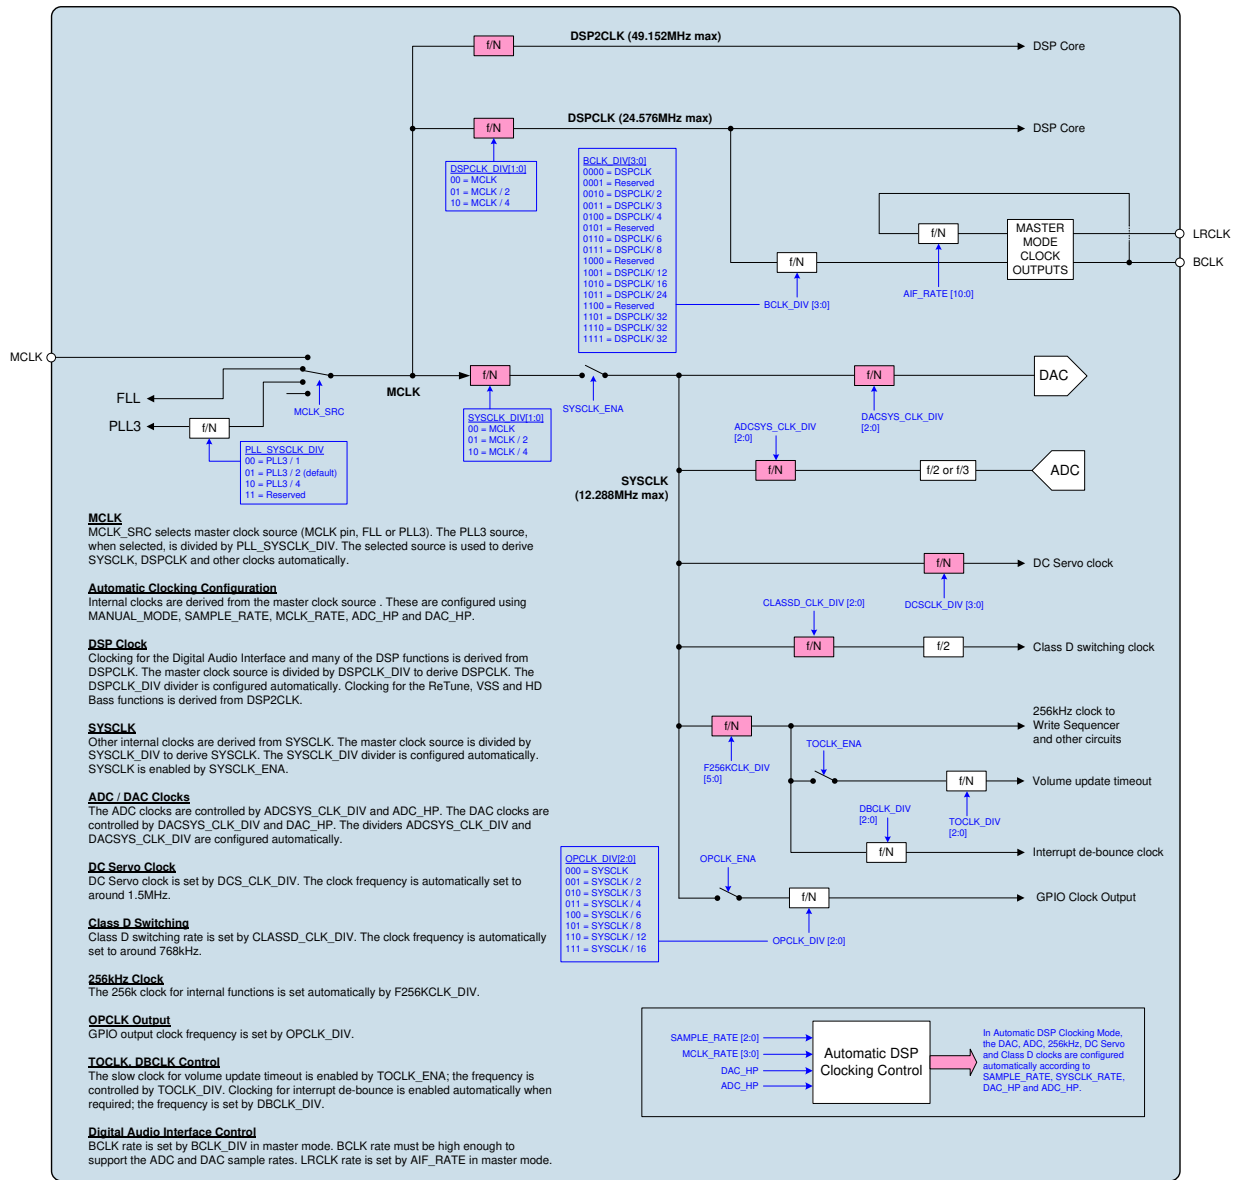 DSP2CLK (49.152MHz max)
f/N
DSP Core
DSPCLK (24.576MHz max)
f/N
DSP Core
DSPCLK_DIV[1:0]
00 = MCLK
01 = MCLK / 2
10 = MCLK / 4
BCLK_DIV[3:0]
0000 = DSPCLK
0001 = Reserved
0010 = DSPCLK/ 2
0011 = DSPCLK/ 3
0100 = DSPCLK/ 4
0101 = Reserved
0110 = DSPCLK/ 6
0111 = DSPCLK/ 8
1000 = Reserved
1001 = DSPCLK/ 12
1010 = DSPCLK/ 16
1011 = DSPCLK/ 24
1100 = Reserved
1101 = DSPCLK/ 32
1110 = DSPCLK/ 32
1111 = DSPCLK/ 32
f/N
BCLK_DIV [3:0]
f/N
AIF_RATE [10:0]
MASTER
MODE
CLOCK
OUTPUTS
LRCLK
BCLK
MCLK
FLL
PLL3
f/N
MCLK_SRC
MCLK
PLL_SYSCLK_DIV
00 = PLL3 / 1
01 = PLL3 / 2 (default)
10 = PLL3 / 4
11 = Reserved
f/N
SYSCLK_DIV[1:0]
00 = MCLK
01 = MCLK / 2
10 = MCLK / 4
SYSCLK_ENA
f/N
DAC
DACSYS_CLK_DIV
[2:0]
ADCSYS_CLK_DIV
[2:0]
f/N
f/2 or f/3
ADC
SYSCLK
(12.288MHz max)
f/N
DC Servo clock
DCSCLK_DIV [3:0]
CLASSD_CLK_DIV [2:0]
f/N
f/2
Class D switching clock
f/N
F256KCLK_DIV
[5:0]
256kHz clock to
Write Sequencer
and other circuits
TOCLK_ENA
f/N
Volume update timeout
TOCLK_DIV
[2:0]
DBCLK_DIV
[2:0]
f/N
Interrupt de-bounce clock
OPCLK_DIV[2:0]
000 = SYSCLK
001 = SYSCLK / 2
010 = SYSCLK / 3
011 = SYSCLK / 4
100 = SYSCLK / 6
101 = SYSCLK / 8
110 = SYSCLK / 12
111 = SYSCLK / 16
OPCLK_ENA
f/N
GPIO Clock Output
OPCLK_DIV [2:0]
MCLK
MCLK_SRC selects master clock source (MCLK pin, FLL or PLL3). The PLL3 source,
when selected, is divided by PLL_SYSCLK_DIV. The selected source is used to derive
SYSCLK, DSPCLK and other clocks automatically.
Automatic Clocking Configuration
Internal clocks are derived from the master clock source . These are configured using
MANUAL_MODE, SAMPLE_RATE, MCLK_RATE, ADC_HP and DAC_HP.
DSP Clock
Clocking for the Digital Audio Interface and many of the DSP functions is derived from
DSPCLK. The master clock source is divided by DSPCLK_DIV to derive DSPCLK. The
DSPCLK_DIV divider is configured automatically. Clocking for the ReTune, VSS and HD
Bass functions is derived from DSP2CLK.
SYSCLK
Other internal clocks are derived from SYSCLK. The master clock source is divided by
SYSCLK_DIV to derive SYSCLK. The SYSCLK_DIV divider is configured automatically.
SYSCLK is enabled by SYSCLK_ENA.
ADC / DAC Clocks
The ADC clocks are controlled by ADCSYS_CLK_DIV and ADC_HP. The DAC clocks are
controlled by DACSYS_CLK_DIV and DAC_HP. The dividers ADCSYS_CLK_DIV and
DACSYS_CLK_DIV are configured automatically.
DC Servo Clock
DC Servo clock is set by DCS_CLK_DIV. The clock frequency is automatically set to
around 1.5MHz.
Class D Switching
Class D switching rate is set by CLASSD_CLK_DIV. The clock frequency is automatically
set to around 768kHz.
256kHz Clock
The 256k clock for internal functions is set automatically by F256KCLK_DIV.
OPCLK Output
GPIO output clock frequency is set by OPCLK_DIV.
TOCLK, DBCLK Control
The slow clock for volume update timeout is enabled by TOCLK_ENA; the frequency is
controlled by TOCLK_DIV. Clocking for interrupt de-bounce is enabled automatically when
required; the frequency is set by DBCLK_DIV.
Digital Audio Interface Control
BCLK rate is set by BCLK_DIV in master mode. BCLK rate must be high enough to
support the ADC and DAC sample rates. LRCLK rate is set by AIF_RATE in master mode.
SAMPLE_RATE [2:0]
MCLK_RATE [3:0]
DAC_HP
ADC_HP
Automatic DSP
Clocking Control
In Automatic DSP Clocking Mode,
the DAC, ADC, 256kHz, DC Servo
and Class D clocks are configured
automatically according to
SAMPLE_RATE, SYSCLK_RATE,
DAC_HP and ADC_HP.